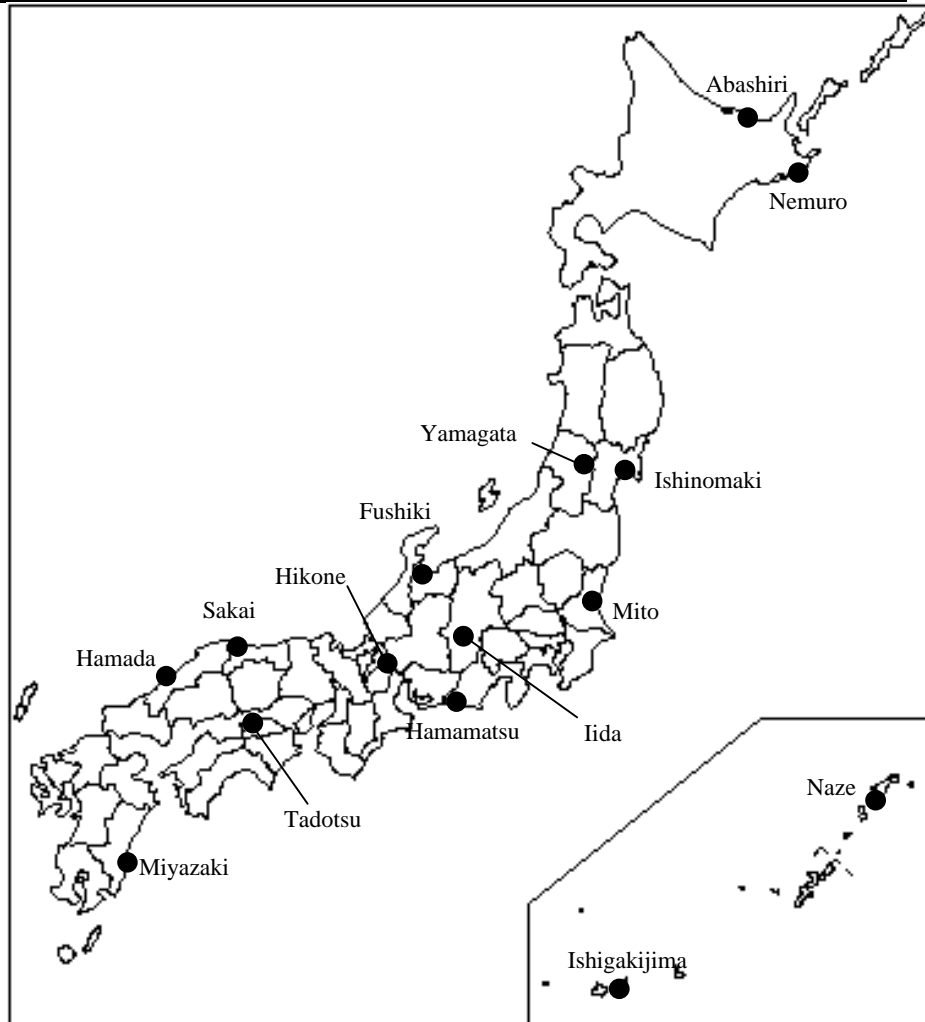 Abashiri
Nemuro
Yamagata
Ishinomaki
Fushiki
Hikone
Mito
Sakai
Hamada
Hamamatsu
Iida
Naze
Tadotsu
Miyazaki
Ishigakijima